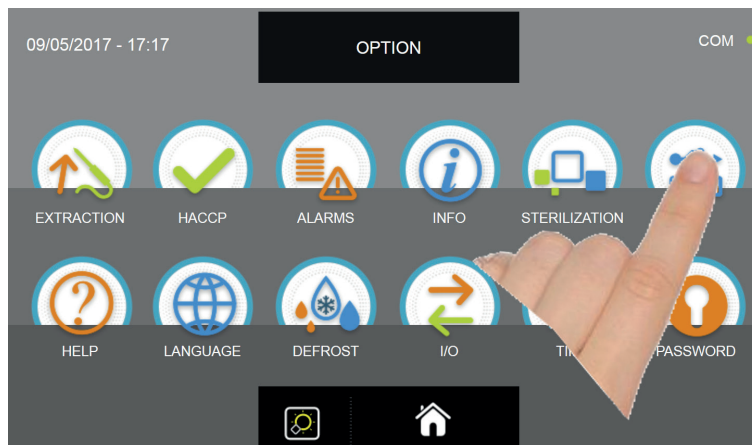 09/05/2017 - 17:17
OPTION
COM
EXTRACTION
HACCP
ALARMS
INFO
STERILIZATION
HELP
LANGUAGE
DEFROST
I/O
PASSWORD